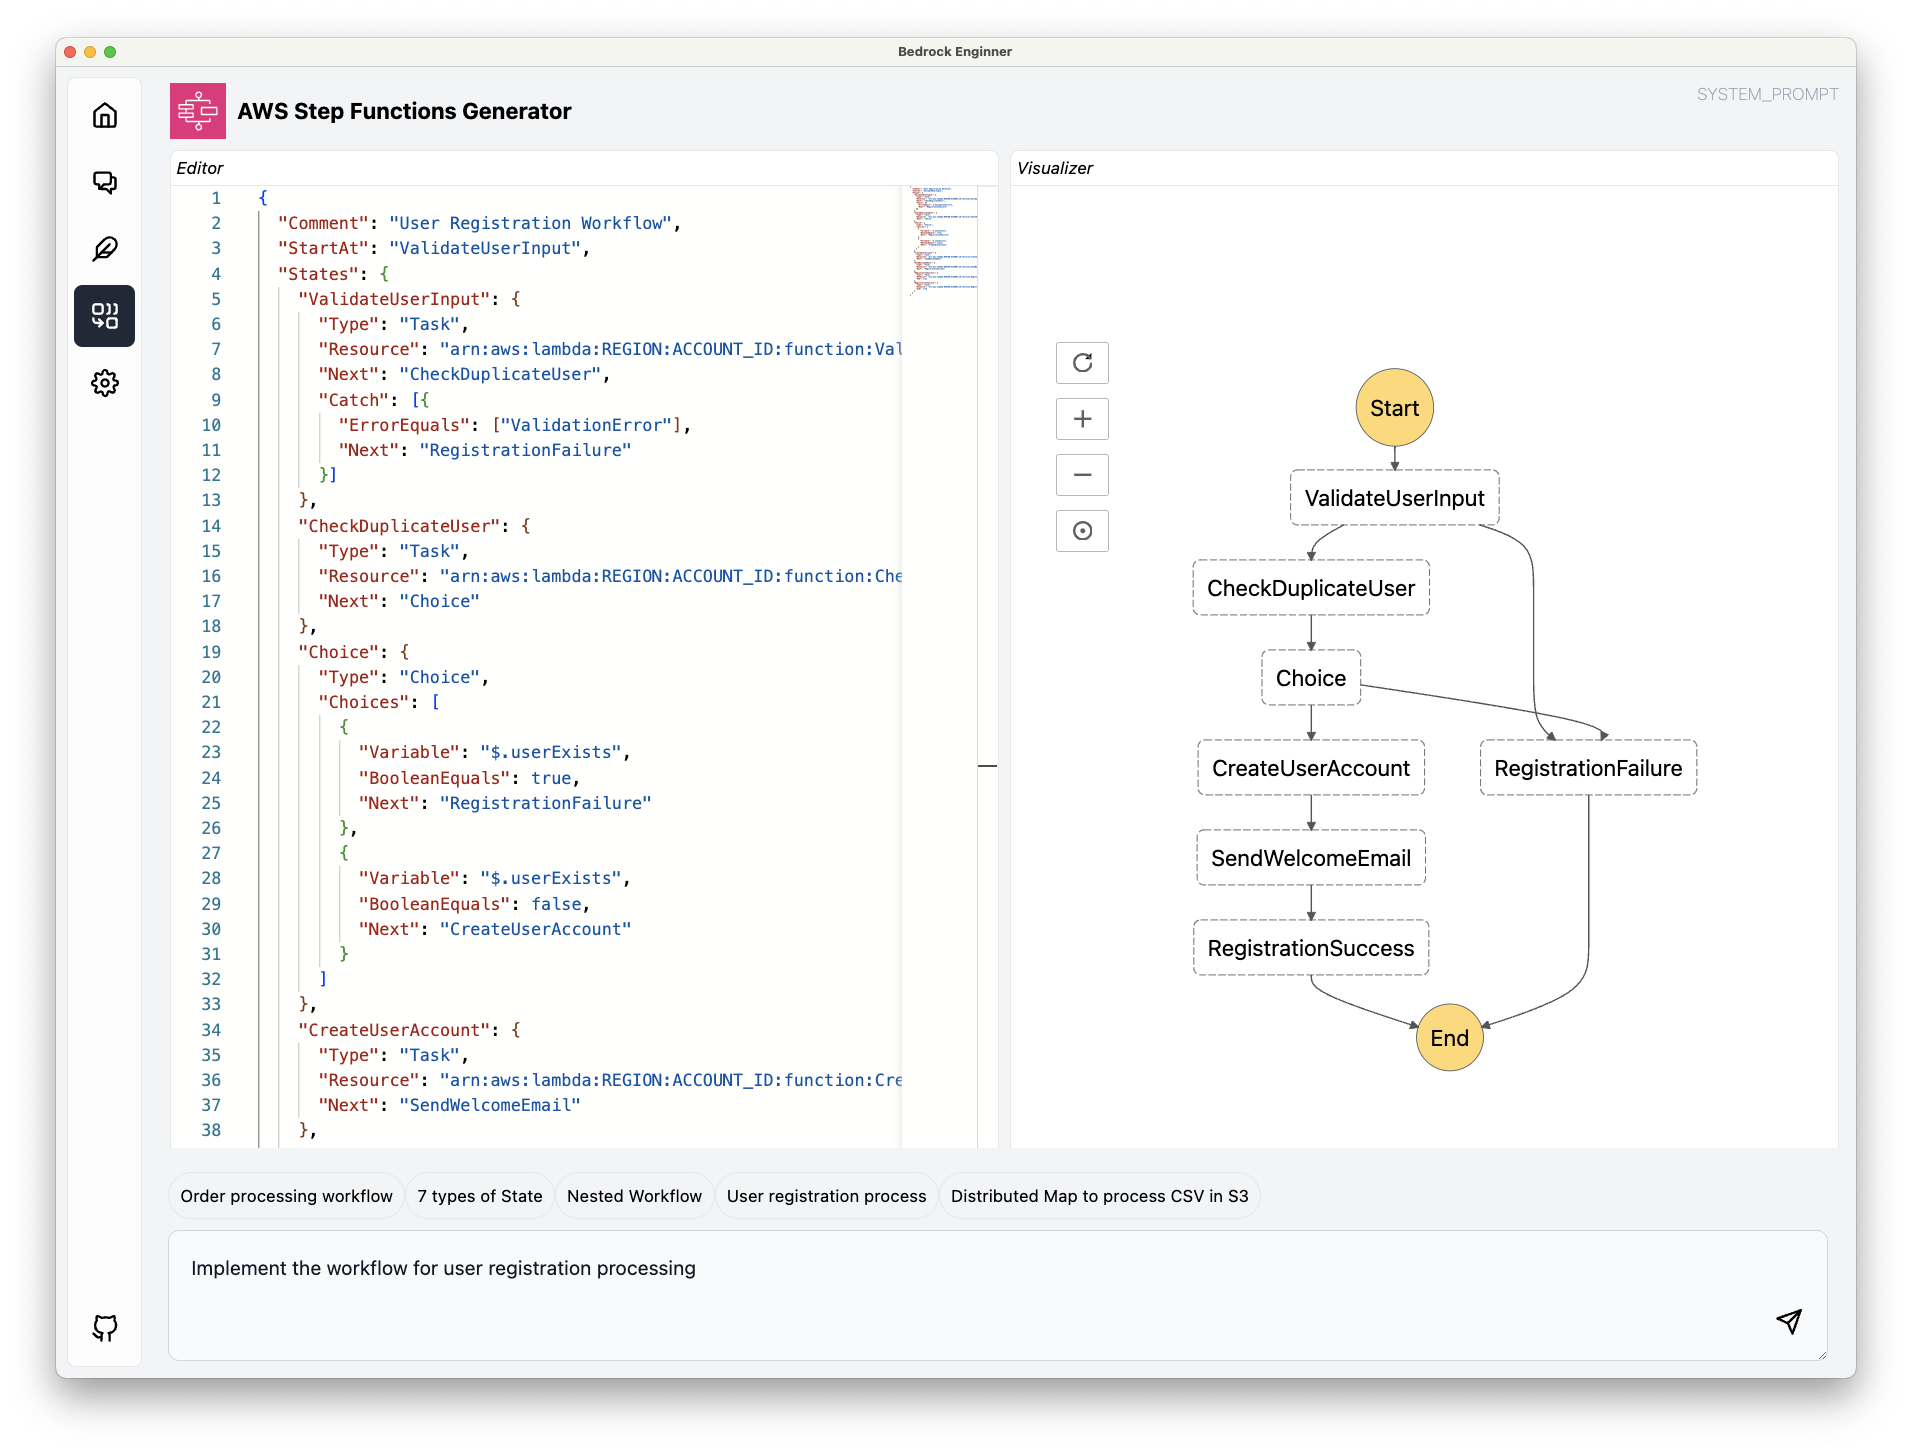 Bedrock Enginner
AWS Step Functions Generator
SYSTEM_PROMPT
Editor
1 {
2 "Comment": "User Registration Workflow",
3 "StartAt": "ValidateUserInput",
4 "States": {
5 "ValidateUserInput": {
6 "Type": "Task",
7 "Resource": "arn:aws:lambda:REGION:ACCOUNT_ID:function:Val
8 "Next": "CheckDuplicateUser",
9 "Catch": [{
10 "ErrorEquals": ["ValidationError"],
11 "Next": "RegistrationFailure"
12 }]
13 },
14 "CheckDuplicateUser": {
15 "Type": "Task",
16 "Resource": "arn:aws:lambda:REGION:ACCOUNT_ID:function:Che
17 "Next": "Choice"
18 },
19 "Choice": {
20 "Type": "Choice",
21 "Choices": [
22 {
23 "Variable": "$.userExists",
24 "BooleanEquals": true,
25 "Next": "RegistrationFailure"
26 },
27 {
28 "Variable": "$.userExists",
29 "BooleanEquals": false,
30 "Next": "CreateUserAccount"
31 }
32 ]
33 },
34 "CreateUserAccount": {
35 "Type": "Task",
36 "Resource": "arn:aws:lambda:REGION:ACCOUNT_ID:function:Cre
37 "Next": "SendWelcomeEmail"
38 },
Visualizer
Start
ValidateUserInput
CheckDuplicateUser
Choice
CreateUserAccount
RegistrationFailure
SendWelcomeEmail
RegistrationSuccess
End
Order processing workflow
7 types of State
Nested Workflow
User registration process
Distributed Map to process CSV in S3
Implement the workflow for user registration processing